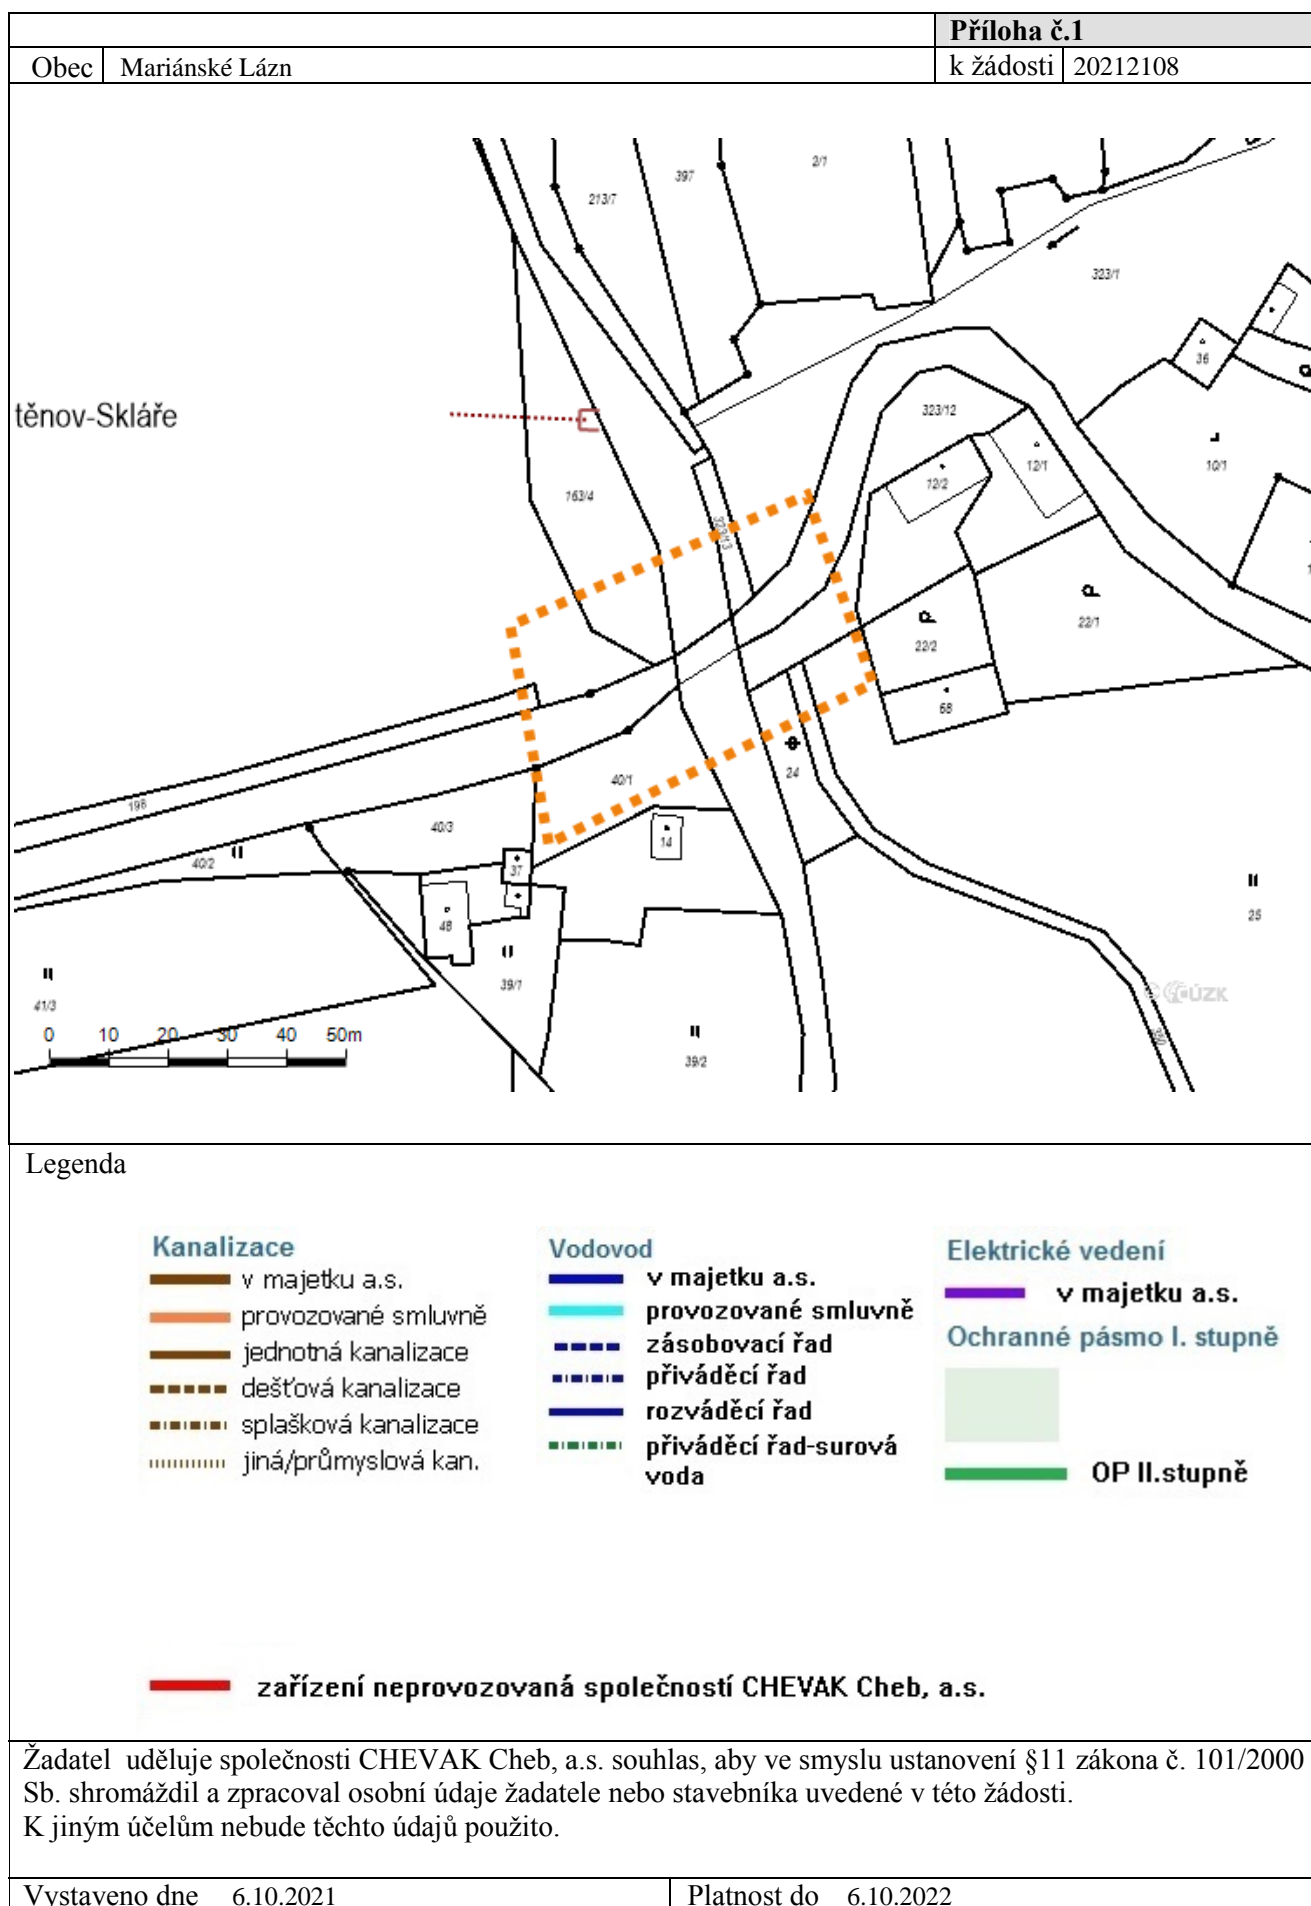 Příloha č.1
Obec Mariánské Lázn k žádosti 20212108
2/1
397
213/7
323/1
36
těnov-Skláře
323/12
12/1
10/1
12/2
163/4
323/13
22/1
22/2
68
24
40/1
198
40/3
14
40/2
37
48
25
39/1
41/3
ČÚZK
0 10 20 30 40 50m
39/2
Legenda
Kanalizace
v majetku a.s.
provozované smluvně
jednotná kanalizace
dešťová kanalizace
splašková kanalizace
jiná/průmyslová kan.
Vodovod
v majetku a.s.
provozované smluvně
zásobovací řad
přiváděcí řad
rozváděcí řad
přiváděcí řad-surová
voda
Elektrické vedení
v majetku a.s.
Ochranné pásmo I. stupně
OP II.stupně
zařízení neprovozovaná společností CHEVAK Cheb, a.s.
Žadatel uděluje společnosti CHEVAK Cheb, a.s. souhlas, aby ve smyslu ustanovení §11 zákona č. 101/2000
Sb. shromáždil a zpracoval osobní údaje žadatele nebo stavebníka uvedené v této žádosti.
K jiným účelům nebude těchto údajů použito.
Vystaveno dne 6.10.2021 Platnost do 6.10.2022